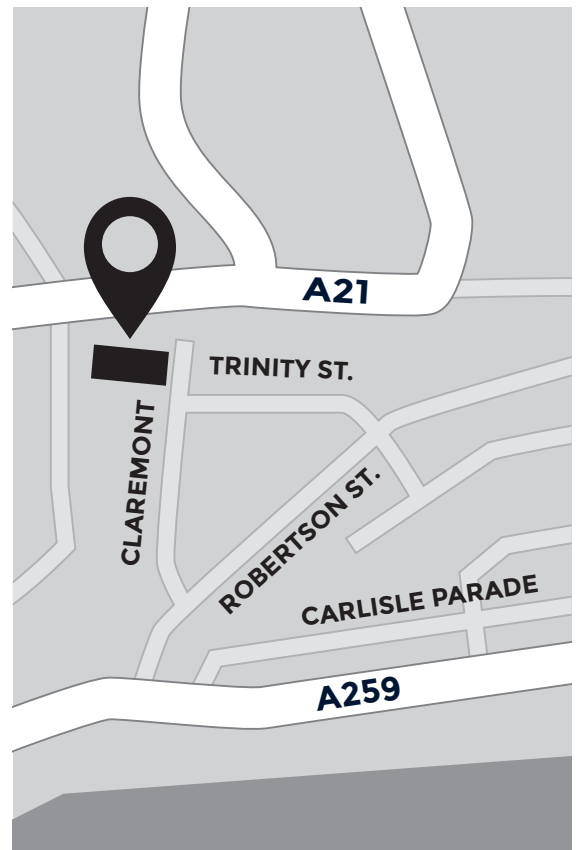 A21
TRINITY ST.
CLAREMONT
ROBERTSON ST.
CARLISLE PARADE
A259